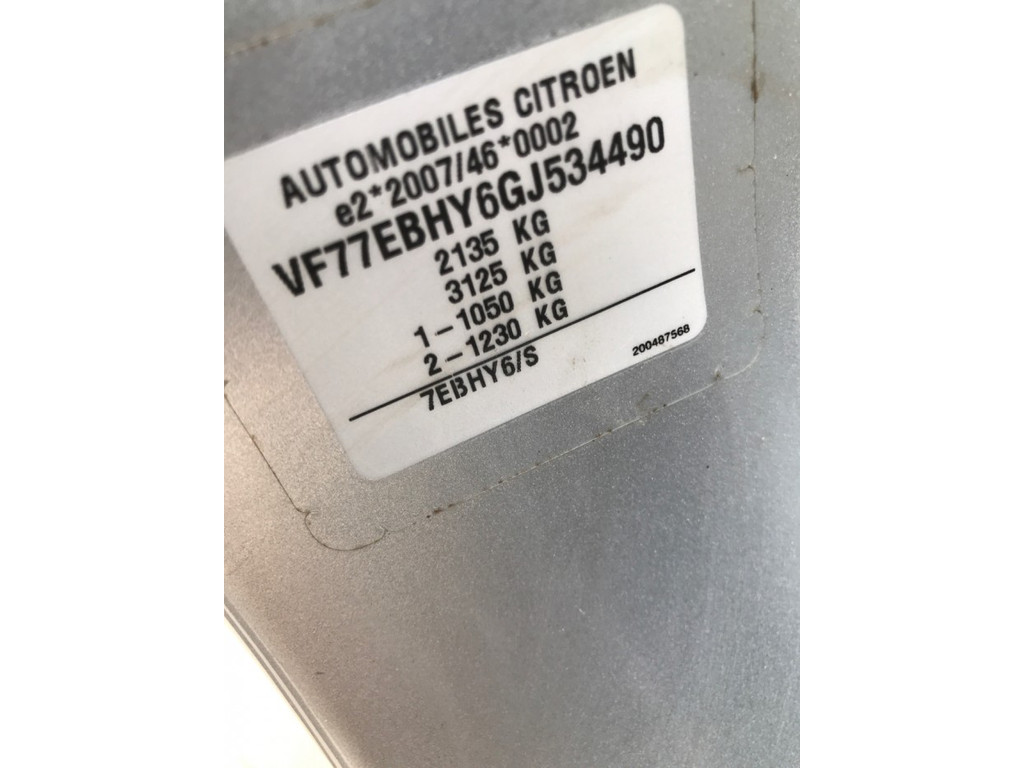 AUTOMOBILES CITROEN
e2*2007/46*0002
VF77EBHY6GJ534490
2135 KG
3125 KG
1-1050 KG
2-1230 KG
7EBHY6/S
200487568